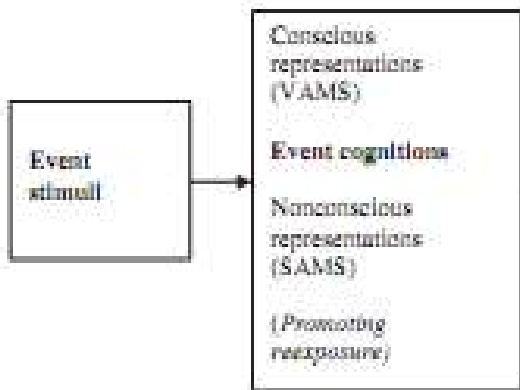 Event
stimuli
Conscious
representations
(VAMS)
Event cognitions
Nonconscious
representations
(SAMS)
(Promoting
reexposure)